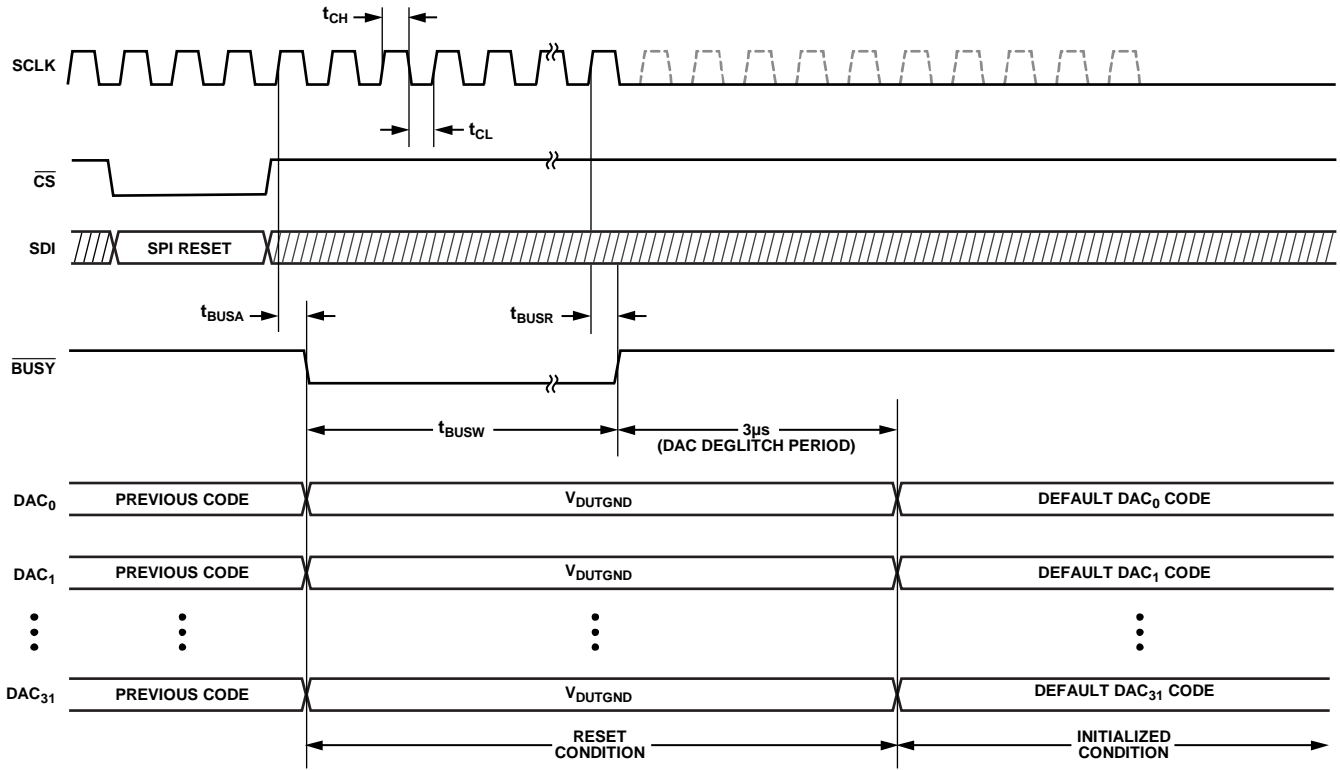 tCH
SCLK
tCL
CS
SDI
SPI RESET
tBUSA
tBUSR
BUSY
tBUSW
3µs
(DAC DEGLITCH PERIOD)
DAC0
PREVIOUS CODE
VDUTGND
DEFAULT DAC0 CODE
DAC1
PREVIOUS CODE
VDUTGND
DEFAULT DAC1 CODE
DAC31
PREVIOUS CODE
VDUTGND
DEFAULT DAC31 CODE
RESET
CONDITION
INITIALIZED
CONDITION